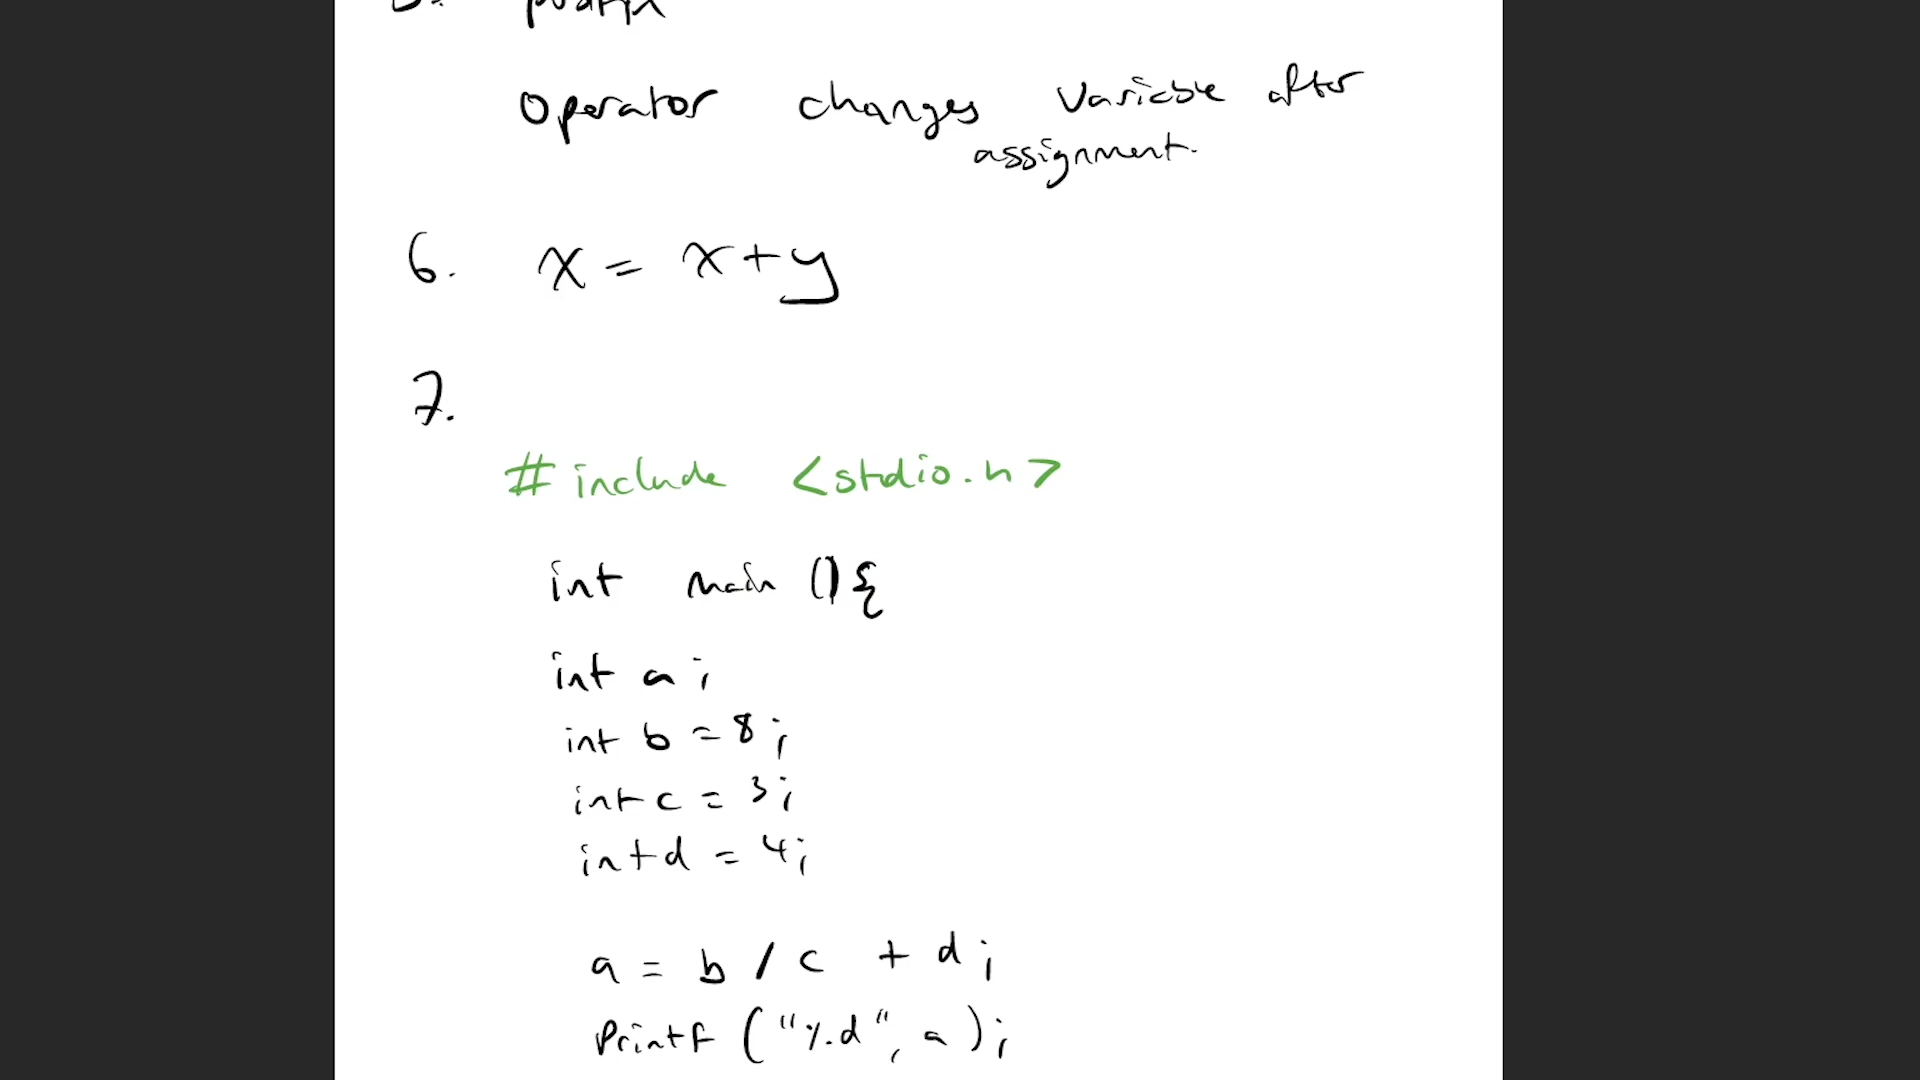 operator changes variable after
assignment.
6. x = x+y
7.
#include <stdio.h>
int main (){
int a;
int b = 8;
int c = 3;
int d = 4;
a = b / c + d;
printf ("%d", a);